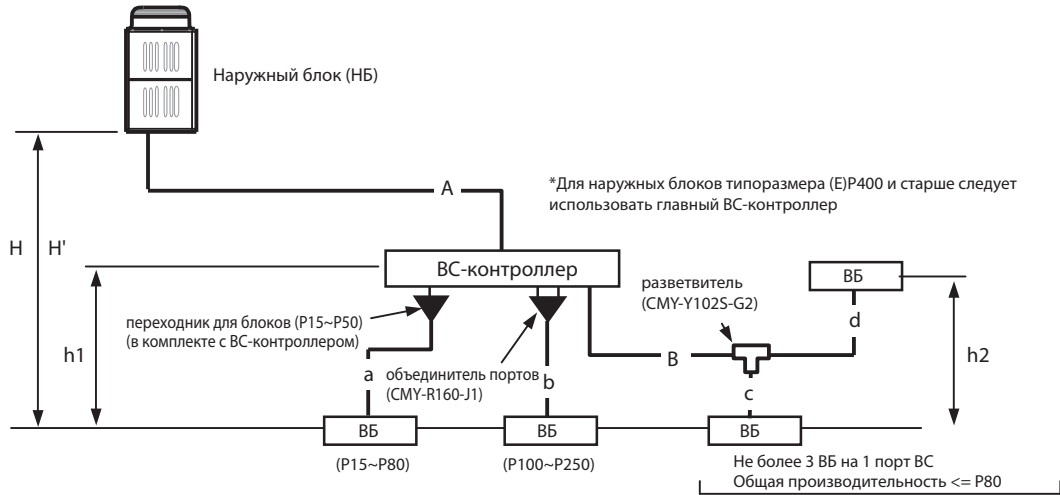 Наружный блок (НБ)
A
*Для наружных блоков типоразмера (E)P400 и старше следует
использовать главный BC-контроллер
H
H'
BC-контроллер
разветвитель
(CMY-Y102S-G2)
ВБ
переходник для блоков (P15~P50)
(в комплекте с BC-контроллером)
h1
a
объединитель портов
(CMY-R160-J1)
b
B
d
h2
c
ВБ
ВБ
ВБ
(P15~P80)
(P100~P250)
Не более 3 ВБ на 1 порт BC
Общая производительность <= P80